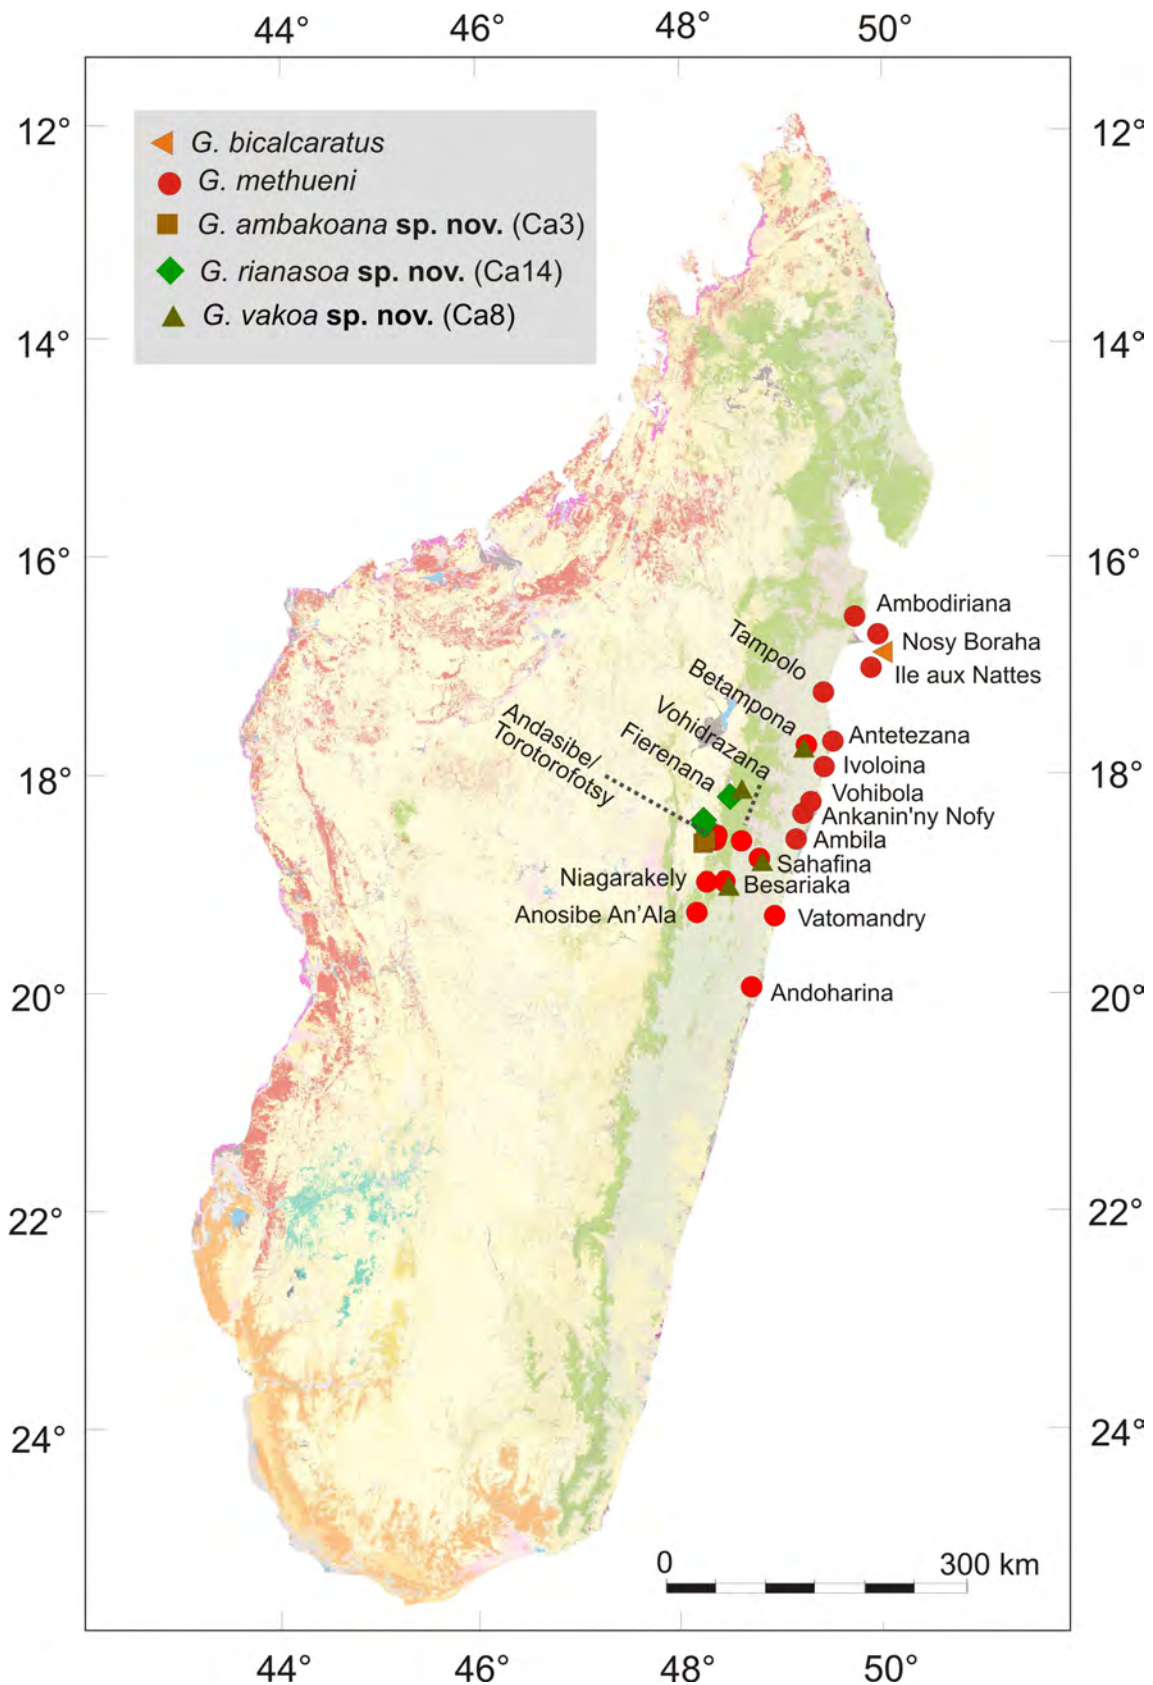 44° 46° 48° 50°
12° 12°
G. bicalcaratus
G. methueni
G. ambakoana sp. nov. (Ca3)
G. rianasoa sp. nov. (Ca14)
G. vakoa sp. nov. (Ca8)
14° 14°
16° 16°
Ambodiriana
Nosy Boraha
Ile aux Nattes
Tampolo
Betampona
Vohidrazana
Fierenana
Andasibe/
Torotorofotsy
Antetezana
Ivoloina
18° 18°
Vohibola
Ankanin'ny Nofy
Ambila
Sahafina
Niagarakely
Besariaka
Anosibe An’Ala
Vatomandry
Andoharina
20° 20°
22° 22°
24° 24°
0 300 km
44° 46° 48° 50°